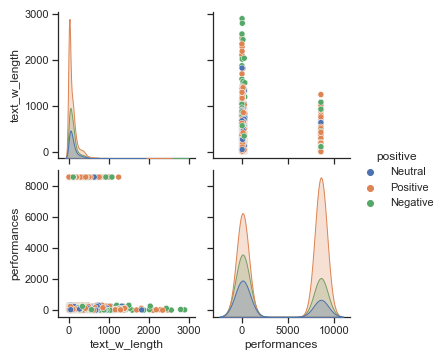 3000
2000
1000
0
text_w_length
8000
6000
4000
2000
0
performances
0 1000 2000 3000
text_w_length
0 5000 10000
performances
positive
Neutral
Positive
Negative